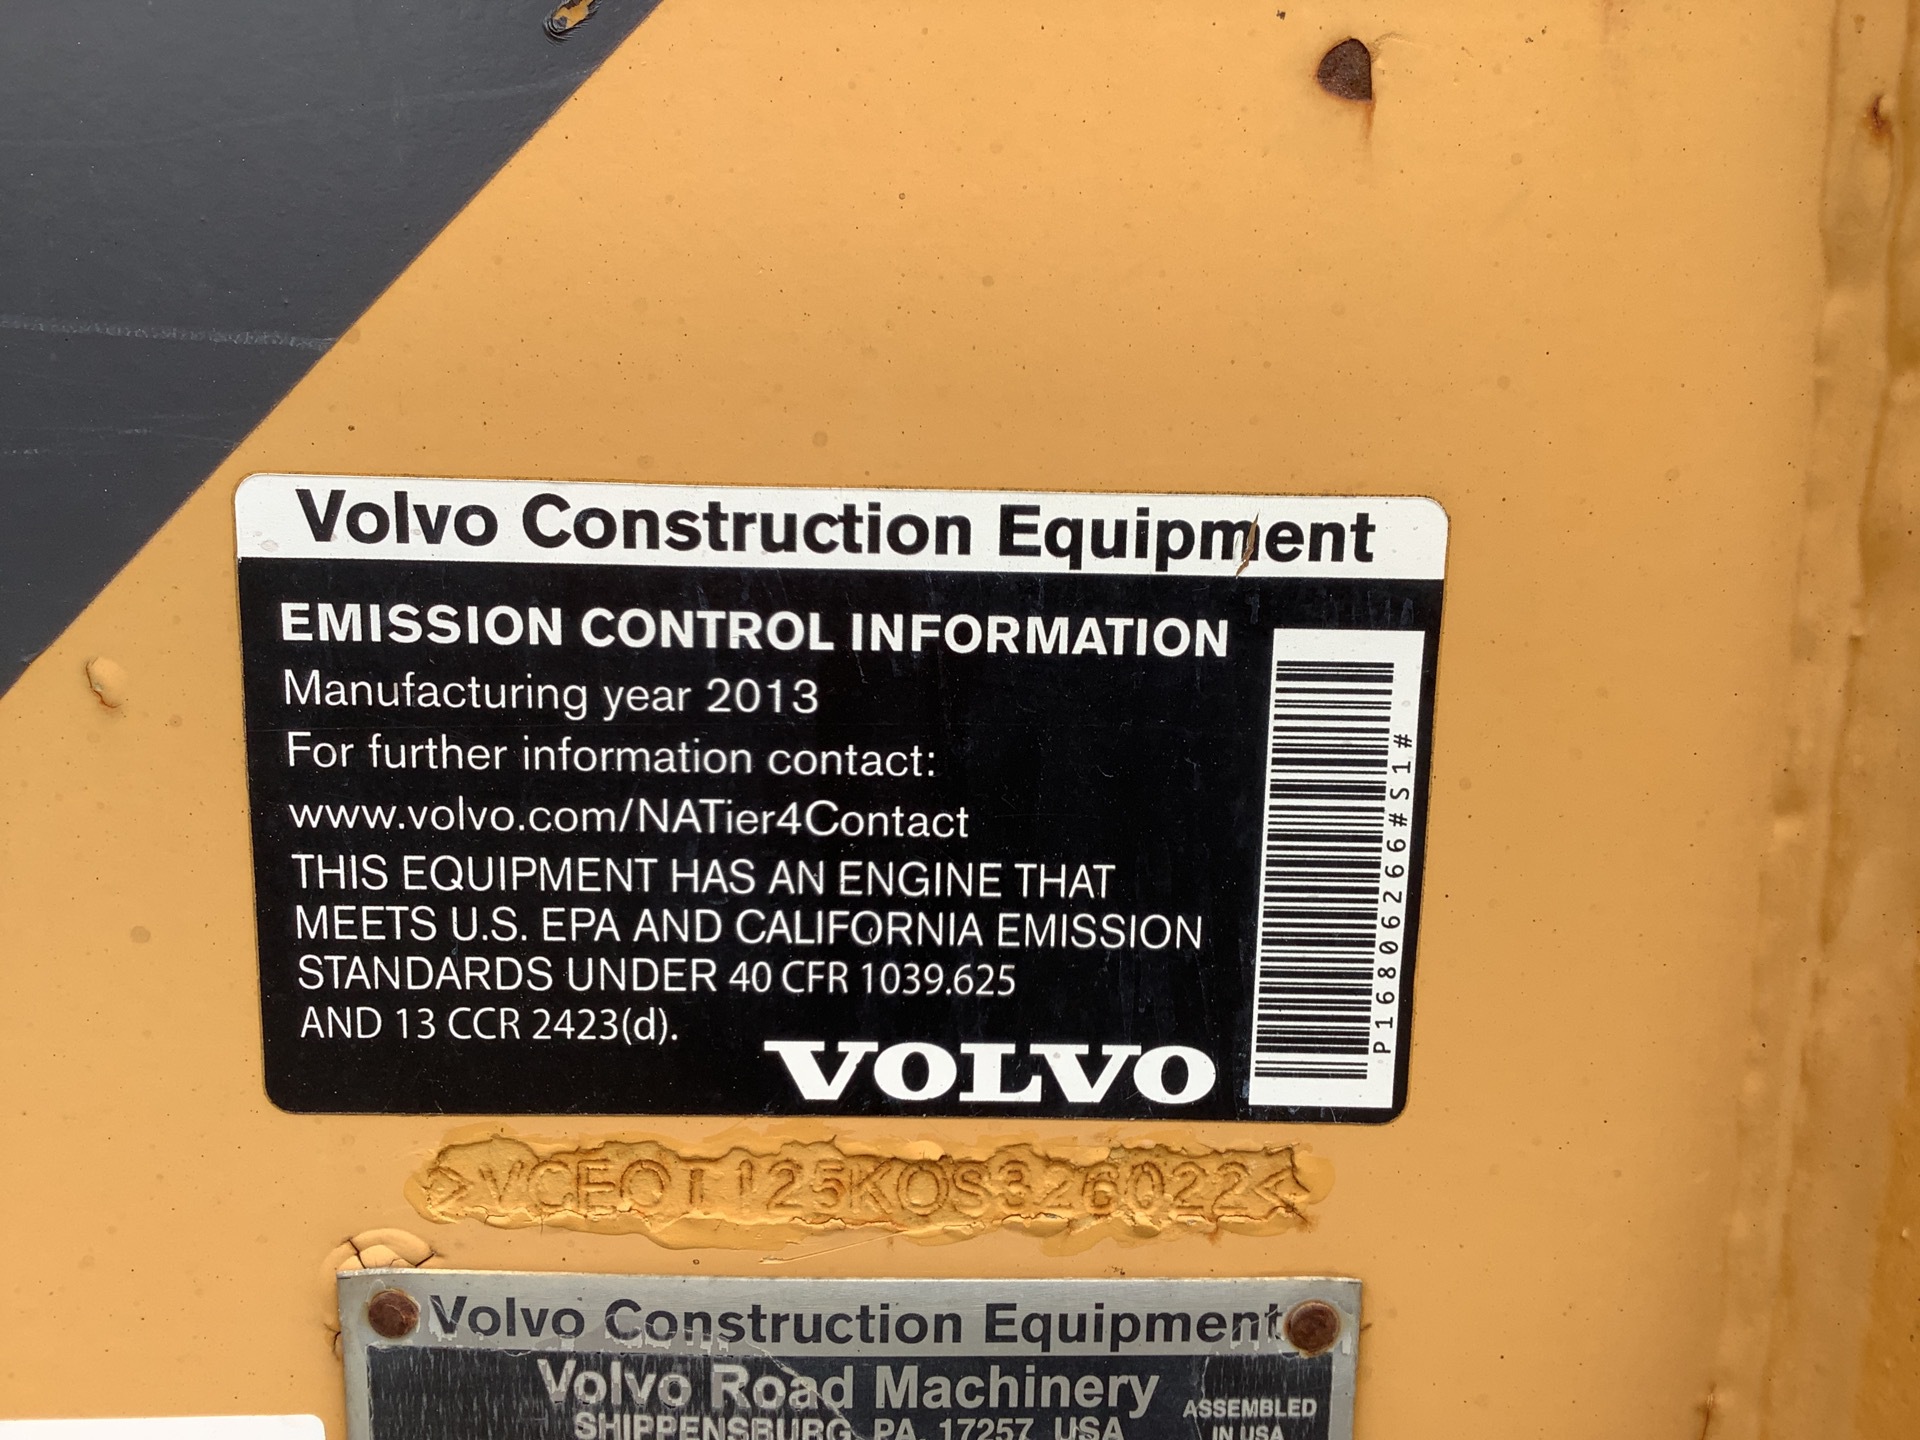 Volvo Construction Equipment
EMISSION CONTROL INFORMATION
Manufacturing year 2013
For further information contact:
www.volvo.com/NATier4Contact
THIS EQUIPMENT HAS AN ENGINE THAT
MEETS U.S. EPA AND CALIFORNIA EMISSION
STANDARDS UNDER 40 CFR 1039.625
AND 13 CCR 2423(d).
VOLVO
P16806266#S1#
>VCE0T125K0S326022<
Volvo Construction Equipment
Volvo Road Machinery
SHIPPENSBURG, PA. 17257 USA
ASSEMBLED
IN USA